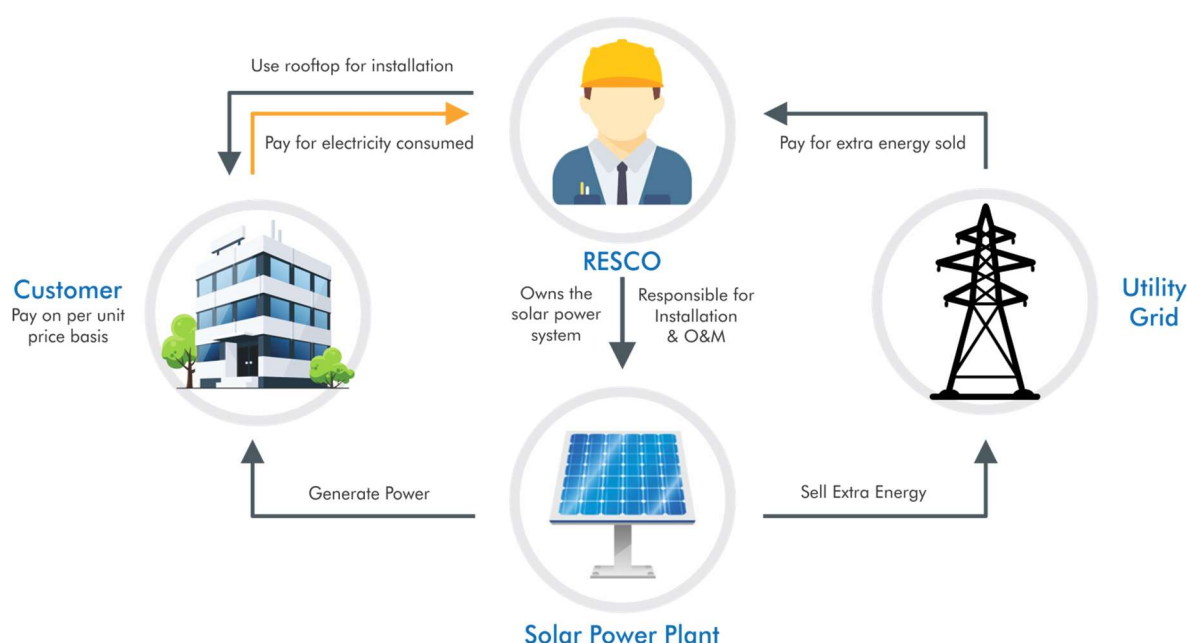 Use rooftop for installation
Pay for electricity consumed
Pay for extra energy sold
RESCO
Owns the
solar power
system
Responsible for
Installation
& O&M
Customer
Pay on per unit
price basis
Utility
Grid
Generate Power
Sell Extra Energy
Solar Power Plant